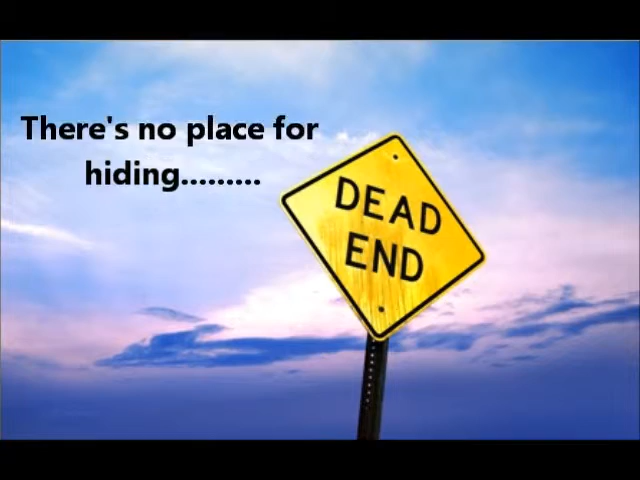 There's no place for
hiding.........
DEAD
END